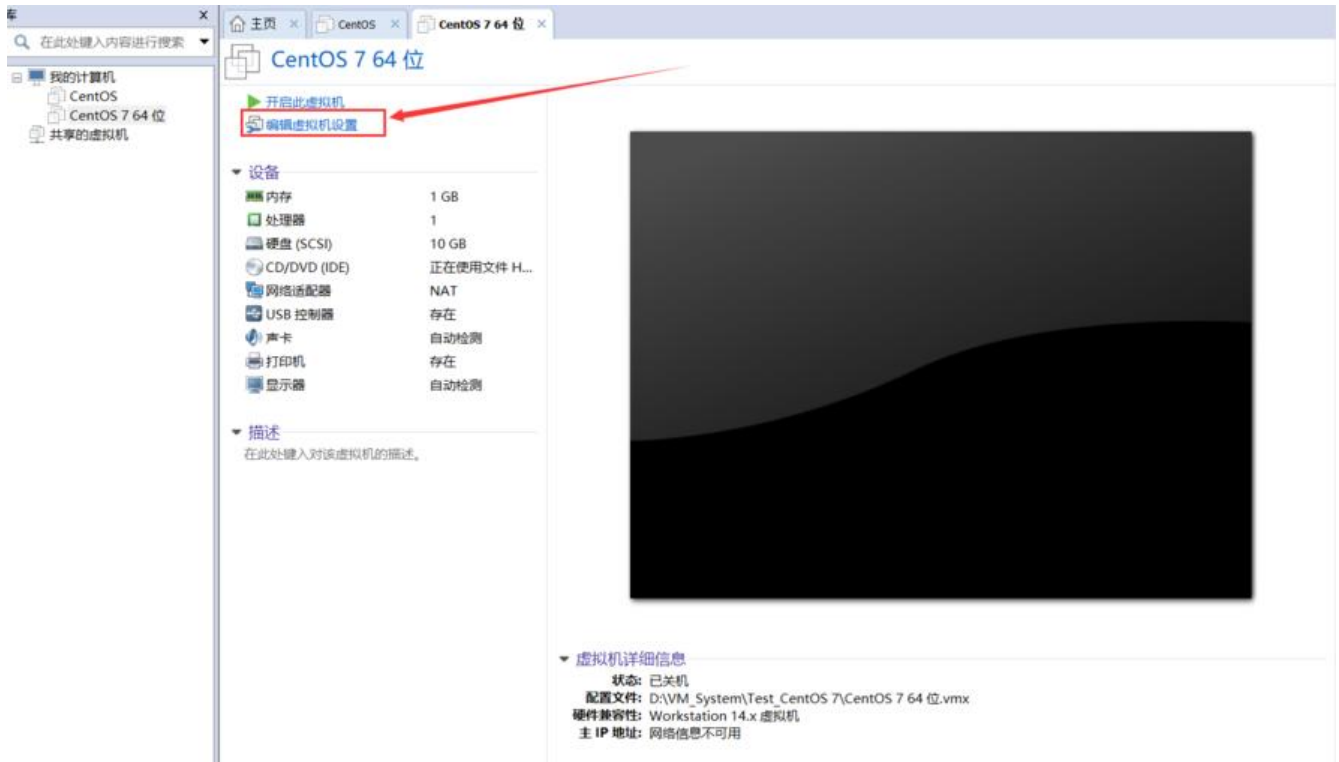 库 x
在此处键入内容进行搜索
我的计算机
CentOS
CentOS 7 64 位
共享的虚拟机
主页 × CentOS × CentOS 7 64 位 ×
CentOS 7 64 位
开启此虚拟机
编辑虚拟机设置
设备
内存 1 GB
处理器 1
硬盘 (SCSI) 10 GB
CD/DVD (IDE) 正在使用文件 H...
网络适配器 NAT
USB 控制器 存在
声卡 自动检测
打印机 存在
显示器 自动检测
描述
在此处键入对该虚拟机的描述。
虚拟机详细信息
状态: 已关机
配置文件: D:\VM_System\Test_CentOS 7\CentOS 7 64 位.vmx
硬件兼容性: Workstation 14.x 虚拟机
主 IP 地址: 网络信息不可用